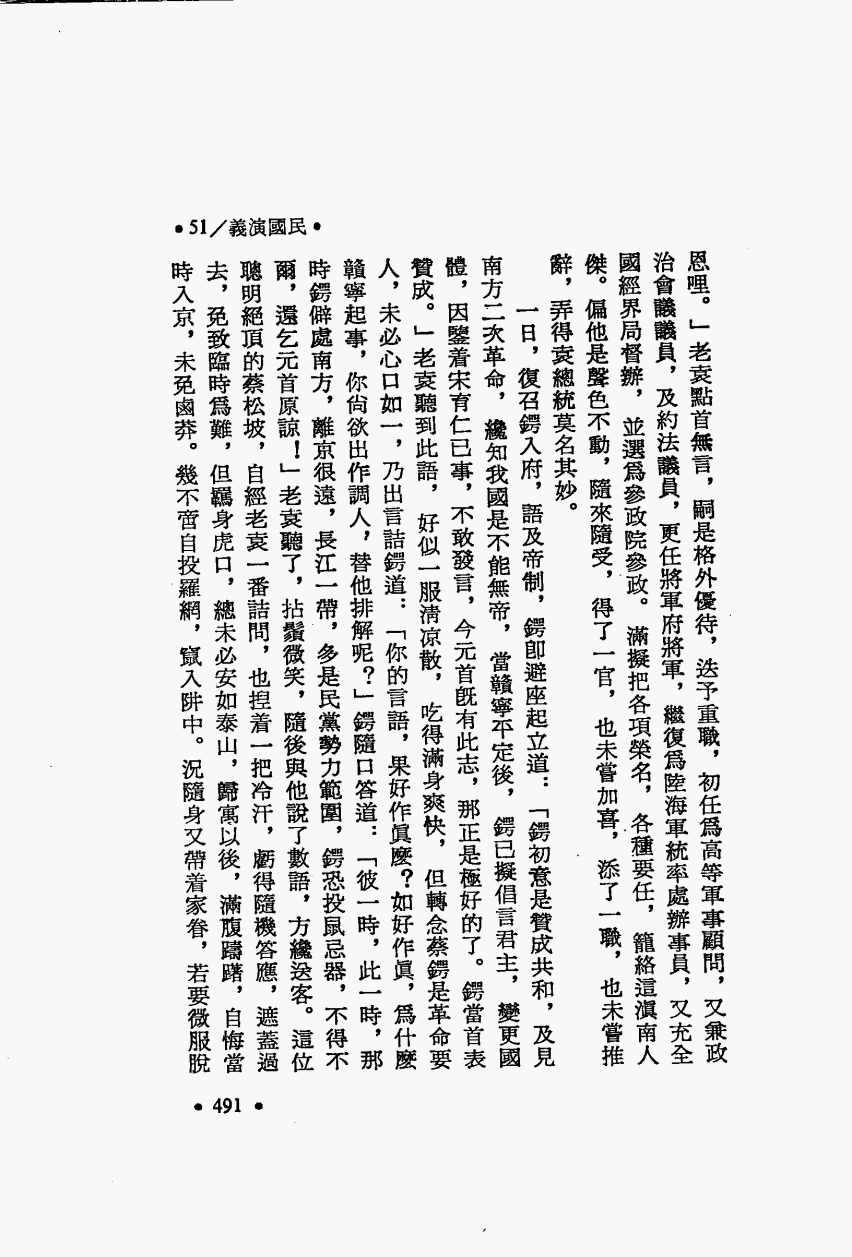 •51/義演國民•
恩哩。」老袁點首無言，嗣是格外優待，迭予重職，初任爲高等軍事顧問，又兼政
治會議議員，及約法議員，更任將軍府將軍，繼復爲陸海軍統率處辦事員，又充全
國經界局督辦，並選爲參政院參政。滿擬把各項榮名，各種要任，籠絡這滇南人
傑。偏他是聲色不動，隨來隨受，得了一官，也未嘗加喜，添了一職，也未嘗推
辭，弄得袁總統莫名其妙。
一日，復召鍔入府，語及帝制，鍔卽避座起立道：「鍔初意是贊成共和，及見
南方二次革命，纔知我國是不能無帝，當贛寧平定後，鍔已擬倡言君主，變更國
體，因鑒着宋育仁已事，不敢發言，今元首旣有此志，那正是極好的了。鍔當首表
贊成。」老袁聽到此語，好似一服淸涼散，吃得滿身爽快，但轉念蔡鍔是革命要
人，未必心口如一，乃出言詰鍔道：「你的言語，果好作眞麼？如好作眞，爲什麼
贛寧起事，你尙欲出作調人，替他排解呢？」鍔隨口答道：「彼一時，此一時，那
時鍔僻處南方，離京很遠，長江一帶，多是民黨勢力範圍，鍔恐投鼠忌器，不得不
爾，還乞元首原諒！」老袁聽了，拈鬚微笑，隨後與他說了數語，方纔送客。這位
聰明絕頂的蔡松坡，自經老袁一番詰問，也捏着一把冷汗，虧得隨機答應，遮蓋過
去，免致臨時爲難，但羈身虎口，總未必安如泰山，歸寓以後，滿腹躊躇，自悔當
時入京，未免鹵莽。幾不啻自投羅網，竄入阱中。況隨身又帶着家眷，若要微服脫
•491•